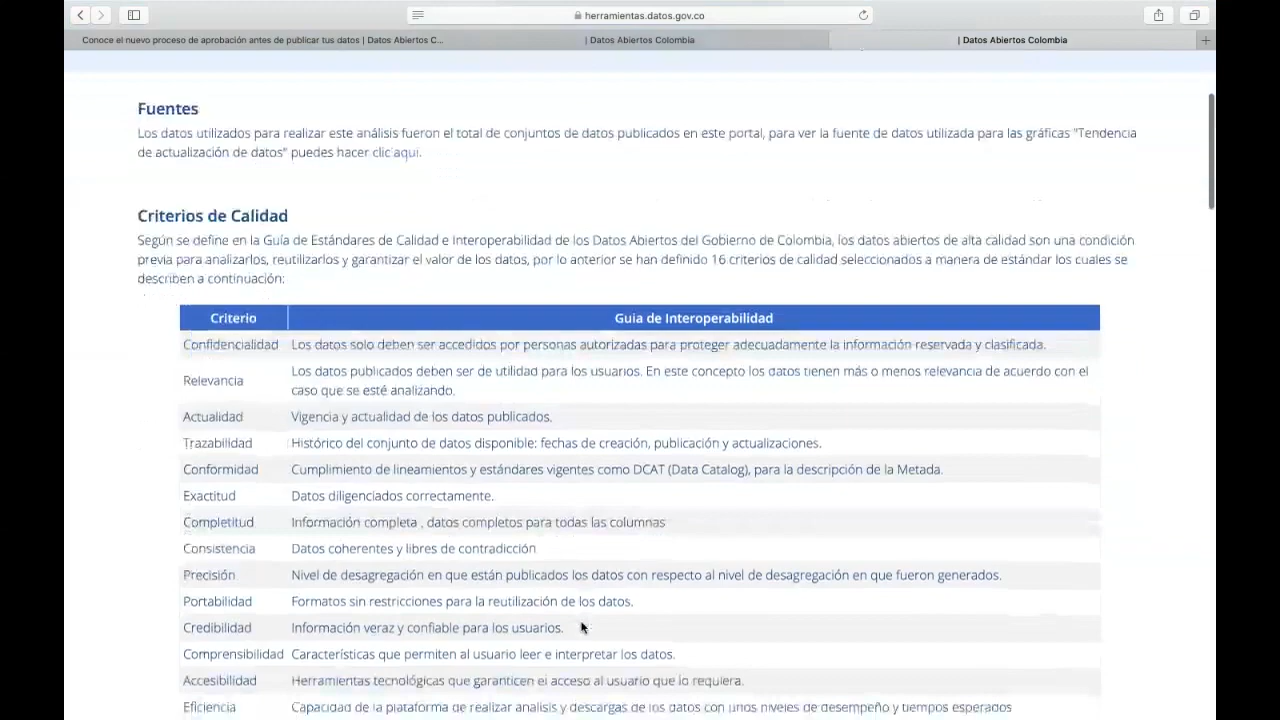 herramientas.datos.gov.co
Conoce el nuevo proceso de aprobación antes de publicar tus datos | Datos Abiertos C...
| Datos Abiertos Colombia
| Datos Abiertos Colombia
Fuentes
Los datos utilizados para realizar este análisis fueron el total de conjuntos de datos publicados en este portal, para ver la fuente de datos utilizada para las gráficas "Tendencia
de actualización de datos" puedes hacer clic aquí.
Criterios de Calidad
Según se define en la Guía de Estándares de Calidad e Interoperabilidad de los Datos Abiertos del Gobierno de Colombia, los datos abiertos de alta calidad son una condición
previa para analizarlos, reutilizarlos y garantizar el valor de los datos, por lo anterior se han definido 16 criterios de calidad seleccionados a manera de estándar los cuales se
describen a continuación:
Criterio Guia de Interoperabilidad
Confidencialidad Los datos solo deben ser accedidos por personas autorizadas para proteger adecuadamente la información reservada y clasificada.
Relevancia Los datos publicados deben ser de utilidad para los usuarios. En este concepto los datos tienen más o menos relevancia de acuerdo con el
caso que se esté analizando.
Actualidad Vigencia y actualidad de los datos publicados.
Trazabilidad Histórico del conjunto de datos disponible: fechas de creación, publicación y actualizaciones.
Conformidad Cumplimiento de lineamientos y estándares vigentes como DCAT (Data Catalog), para la descripción de la Metada.
Exactitud Datos diligenciados correctamente.
Completitud Información completa , datos completos para todas las columnas
Consistencia Datos coherentes y libres de contradicción
Precisión Nivel de desagregación en que están publicados los datos con respecto al nivel de desagregación en que fueron generados.
Portabilidad Formatos sin restricciones para la reutilización de los datos.
Credibilidad Información veraz y confiable para los usuarios.
Comprensibilidad Características que permiten al usuario leer e interpretar los datos.
Accesibilidad Herramientas tecnológicas que garanticen el acceso al usuario que lo requiera.
Eficiencia Capacidad de la plataforma de realizar analisis y descargas de los datos con unos niveles de desempeño y tiempos esperados